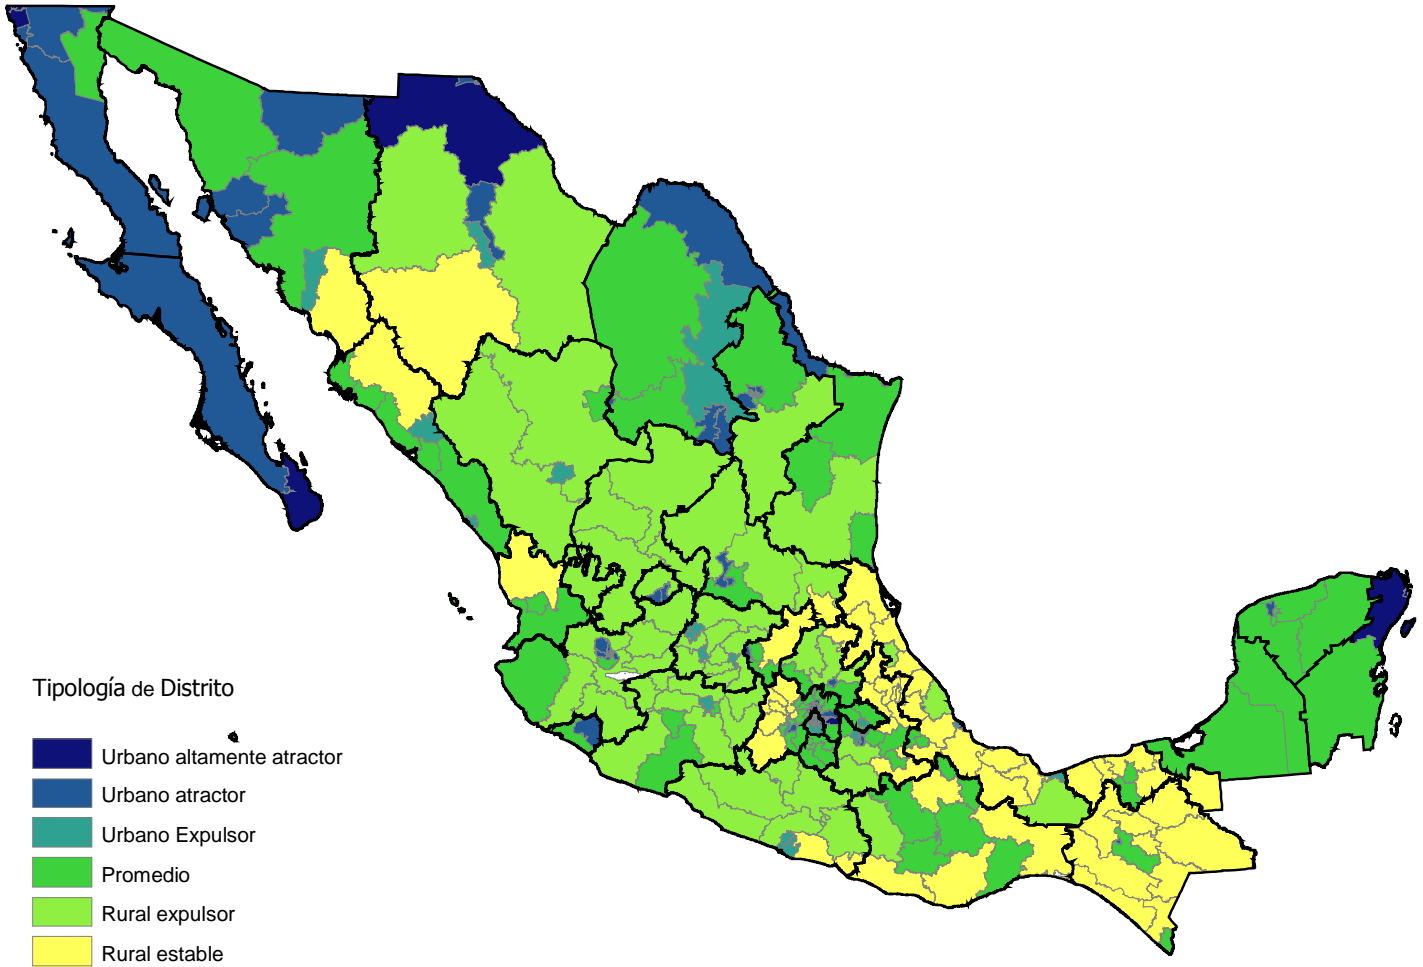 Tipología de Distrito
Urbano altamente atractor
Urbano atractor
Urbano Expulsor
Promedio
Rural expulsor
Rural estable